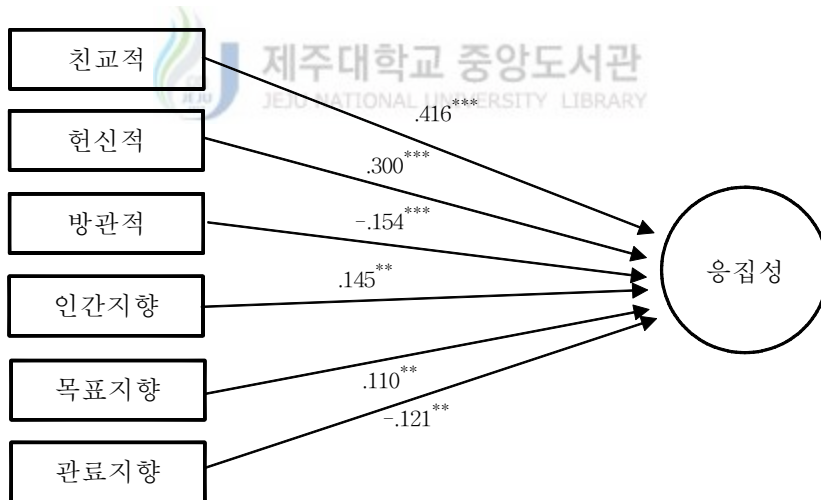 제주대학교 중앙도서관
JEJU NATIONAL UNIVERSITY LIBRARY
JEJU
친교적
.416***
헌신적
.300***
방관적
-.154***
인간지향
.145**
응집성
목표지향
.110**
관료지향
-.121**